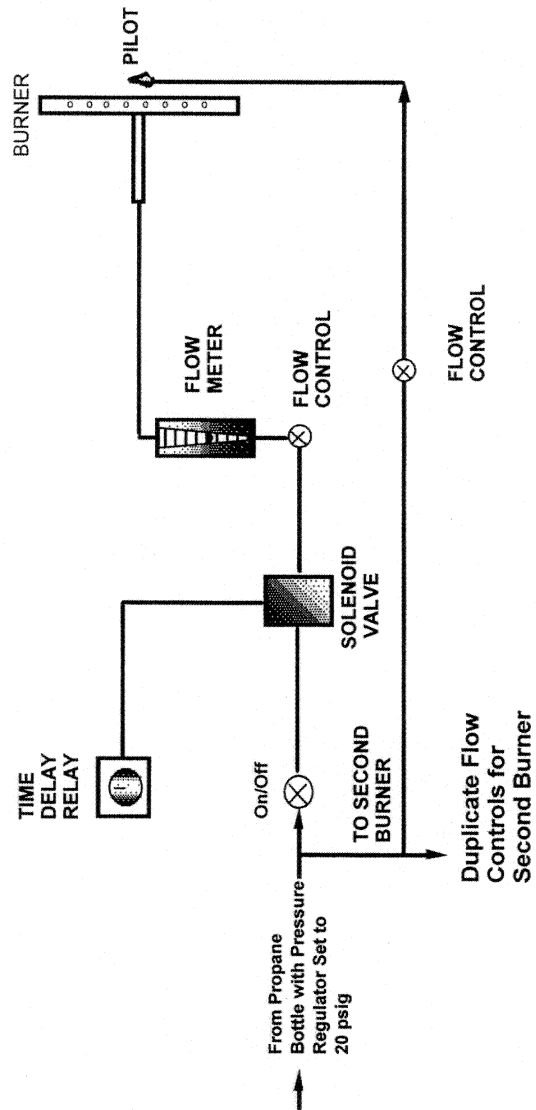 BURNER
PILOT
FLOW
METER
FLOW
CONTROL
FLOW
CONTROL
TIME
DELAY
RELAY
SOLENOID
VALVE
On/Off
TO SECOND
BURNER
From Propane
Bottle with Pressure
Regulator Set to
20 psig
Duplicate Flow
Controls for
Second Burner